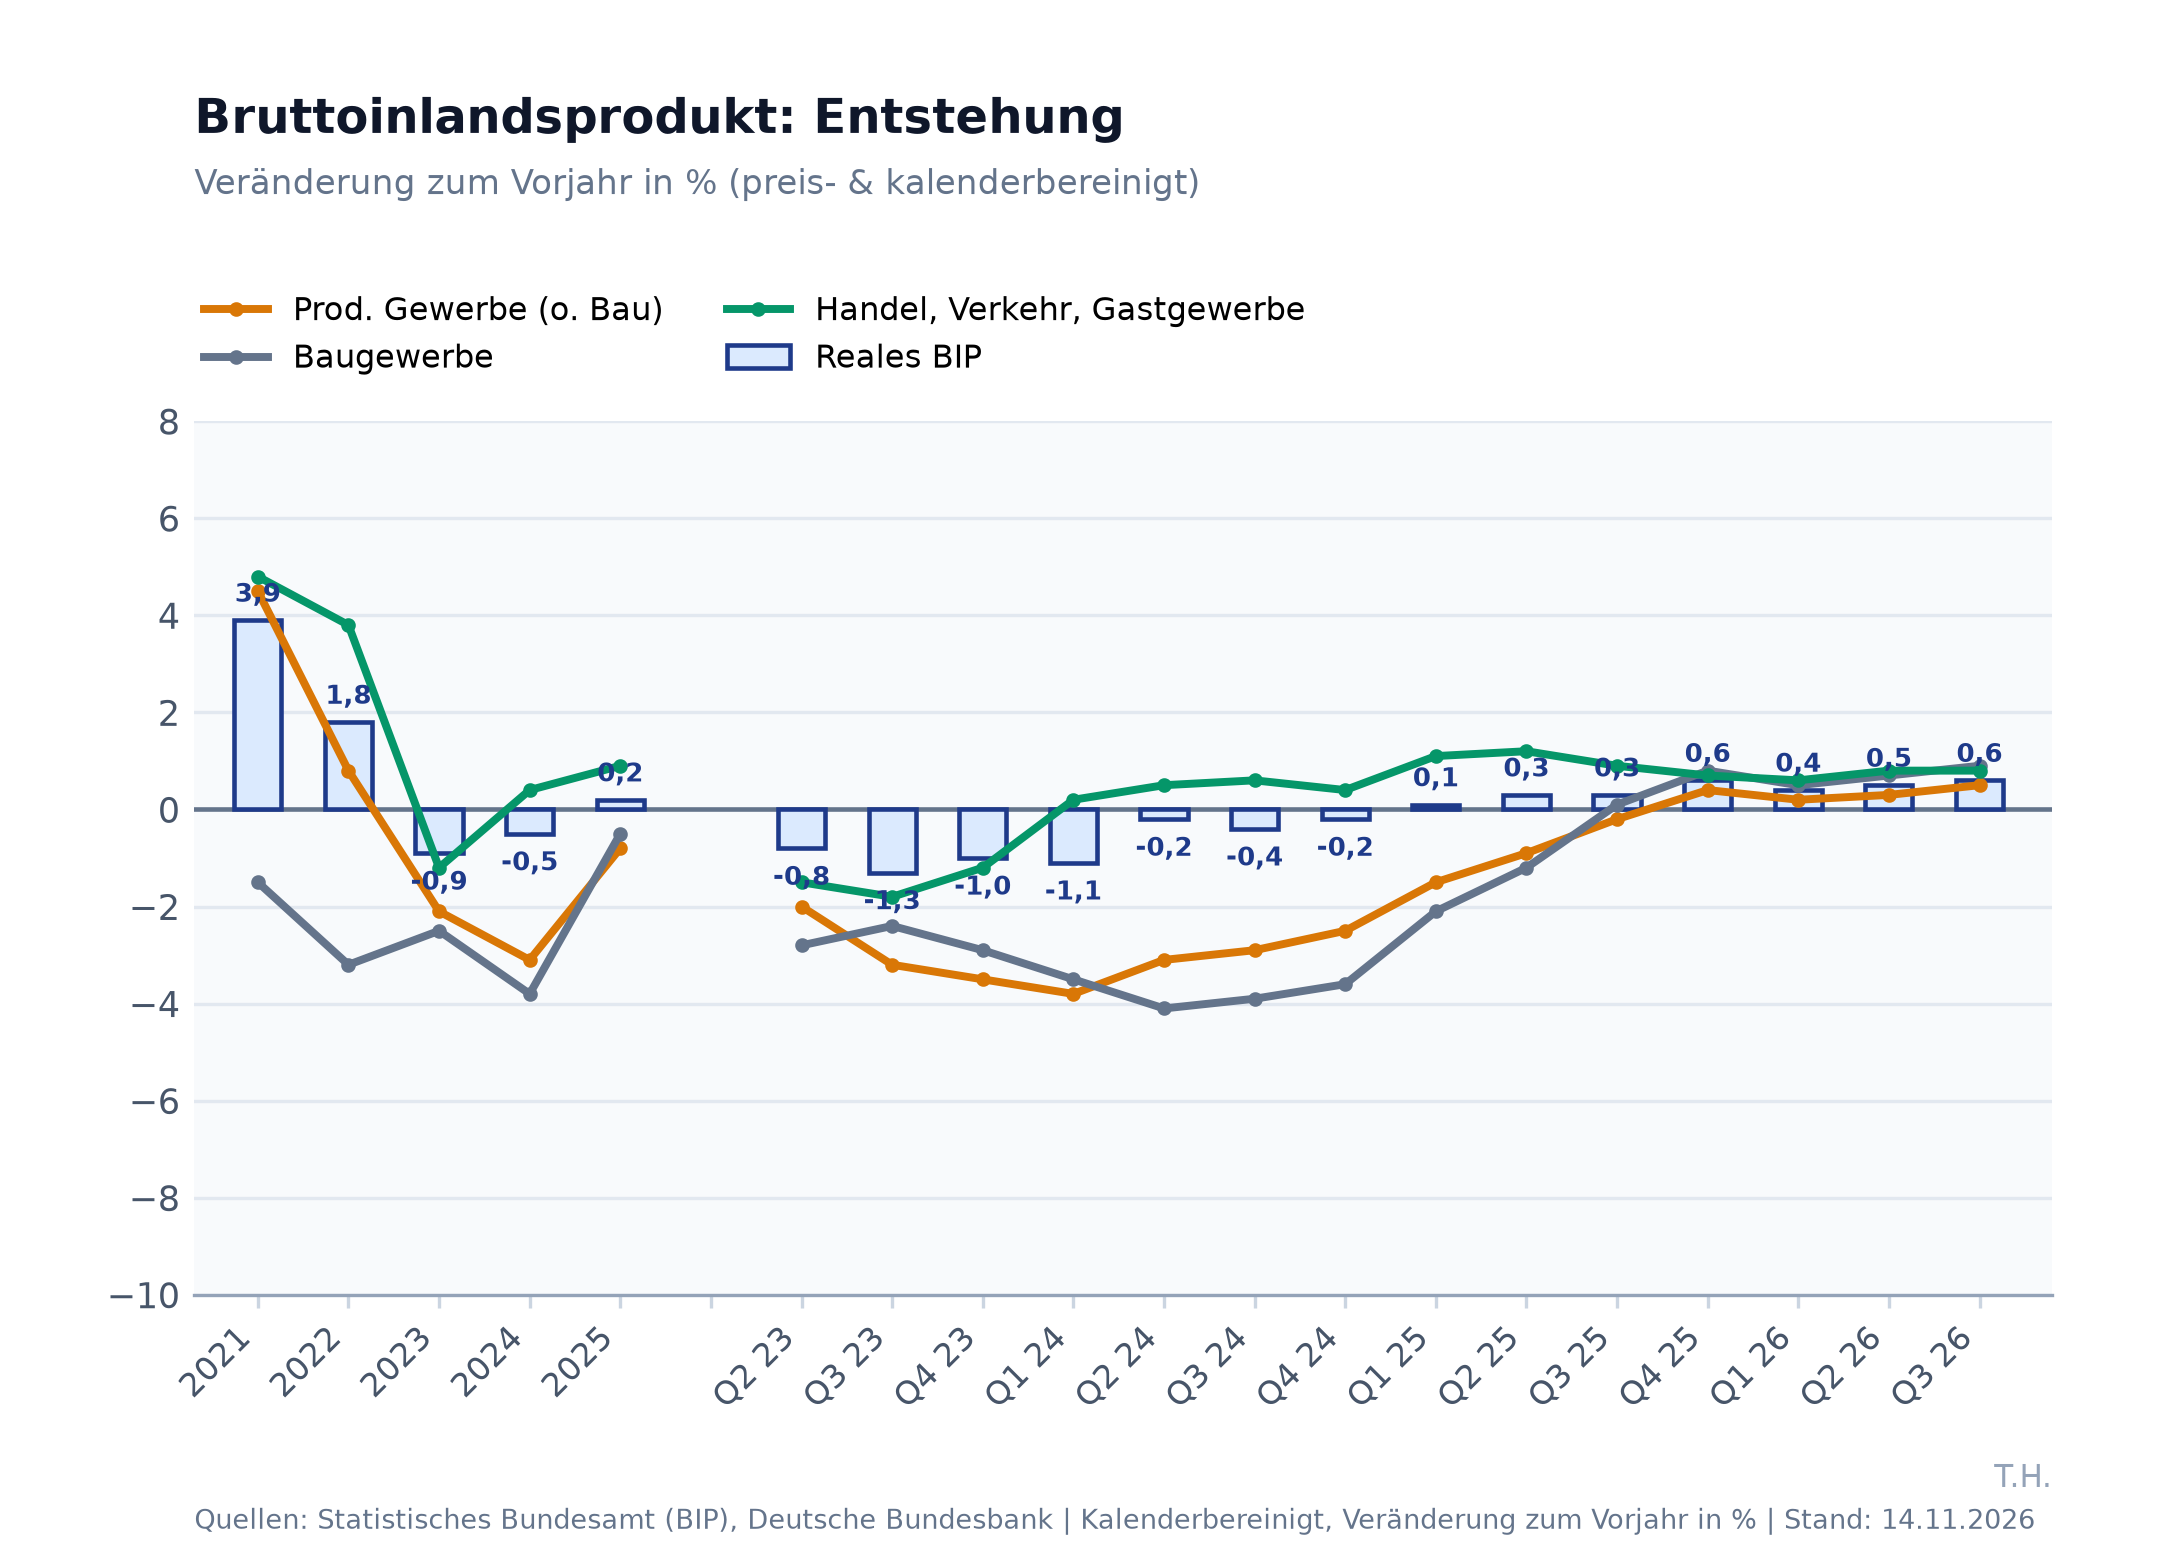 Bruttoinlandsprodukt: Entstehung
Veränderung zum Vorjahr in % (preis- & kalenderbereinigt)
Prod. Gewerbe (o. Bau)
Handel, Verkehr, Gastgewerbe
Baugewerbe
Reales BIP
8
6
4
2
0
−2
−4
−6
−8
−10
3,9
1,8
-0,9
-0,5
0,2
-0,8
-1,3
-1,0
-1,1
-0,2
-0,4
-0,2
0,1
0,3
0,3
0,6
0,4
0,5
0,6
2021
2022
2023
2024
2025
Q2 23
Q3 23
Q4 23
Q1 24
Q2 24
Q3 24
Q4 24
Q1 25
Q2 25
Q3 25
Q4 25
Q1 26
Q2 26
Q3 26
T.H.
Quellen: Statistisches Bundesamt (BIP), Deutsche Bundesbank | Kalenderbereinigt, Veränderung zum Vorjahr in % | Stand: 14.11.2026